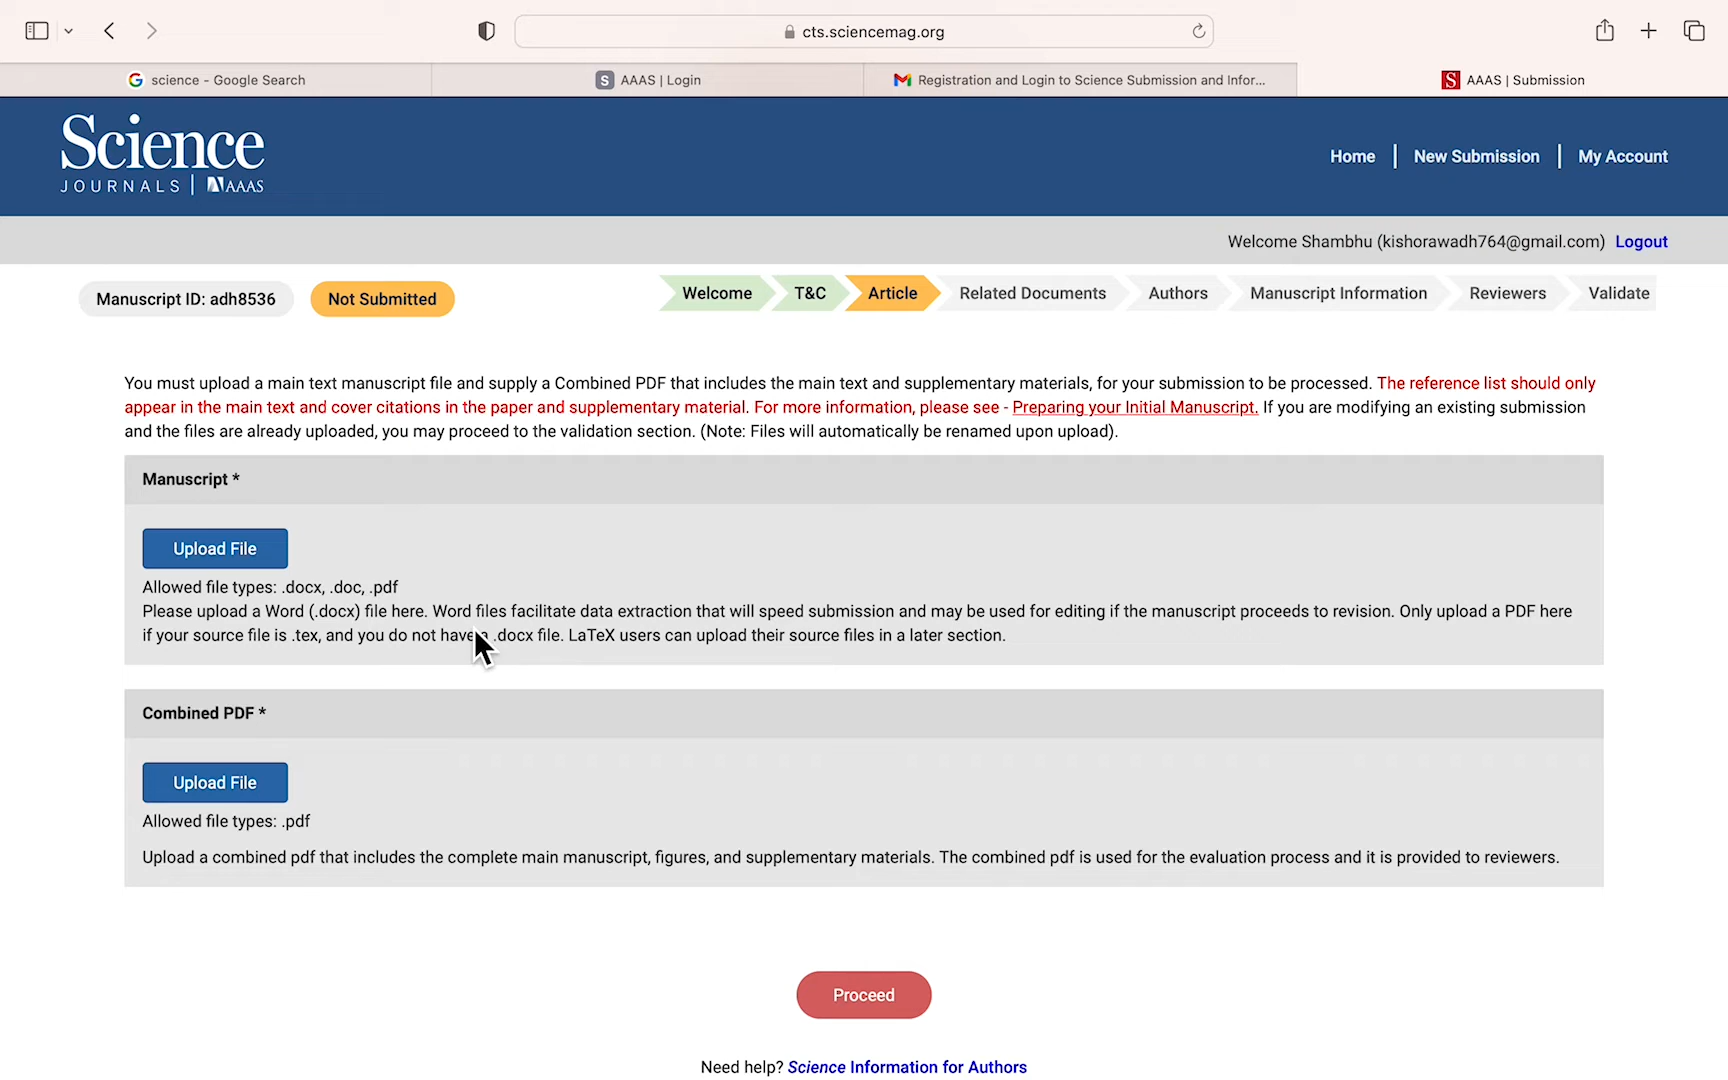 cts.sciencemag.org
science - Google Search
S AAAS | Login
Registration and Login to Science Submission and Infor...
S AAAS | Submission
Science
JOURNALS | AAAS
Home | New Submission | My Account
Welcome Shambhu (kishorawadh764@gmail.com) Logout
Manuscript ID: adh8536 Not Submitted Welcome T&C Article Related Documents Authors Manuscript Information Reviewers Validate
You must upload a main text manuscript file and supply a Combined PDF that includes the main text and supplementary materials, for your submission to be processed. The reference list should only
appear in the main text and cover citations in the paper and supplementary material. For more information, please see - Preparing your Initial Manuscript. If you are modifying an existing submission
and the files are already uploaded, you may proceed to the validation section. (Note: Files will automatically be renamed upon upload).
Manuscript *
Upload File
Allowed file types: .docx, .doc, .pdf
Please upload a Word (.docx) file here. Word files facilitate data extraction that will speed submission and may be used for editing if the manuscript proceeds to revision. Only upload a PDF here
if your source file is .tex, and you do not have a .docx file. LaTeX users can upload their source files in a later section.
Combined PDF *
Upload File
Allowed file types: .pdf
Upload a combined pdf that includes the complete main manuscript, figures, and supplementary materials. The combined pdf is used for the evaluation process and it is provided to reviewers.
Proceed
Need help? Science Information for Authors